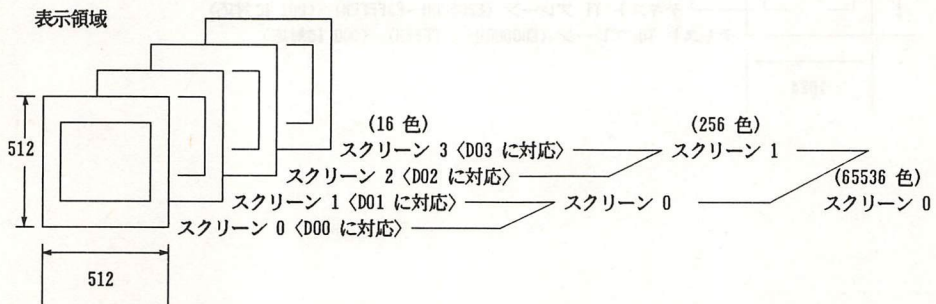 表示領域
512
(16 色)
(256 色)
スクリーン 3〈D03 に対応〉
スクリーン 1
スクリーン 2〈D02 に対応〉
(65536 色)
スクリーン 1〈D01 に対応〉
スクリーン 0
スクリーン 0
スクリーン 0〈D00 に対応〉
512